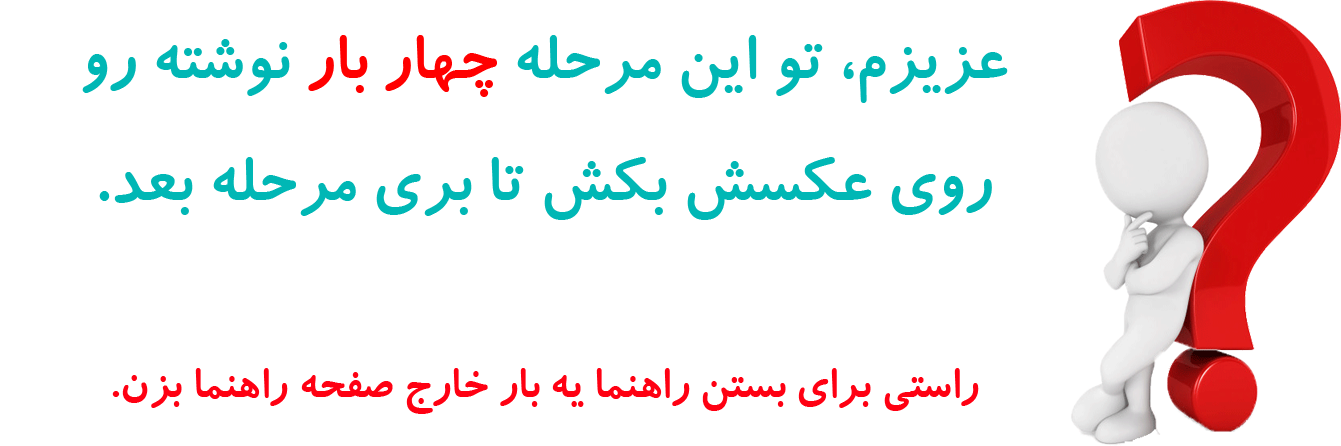 عزیزم، تو این مرحله چهار بار نوشته رو
روی عکسش بکش تا بری مرحله بعد.
راستی برای بستن راهنما یه بار خارج صفحه راهنما بزن.